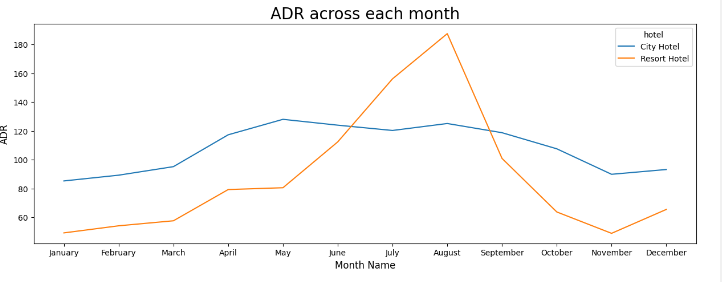 ADR across each month
hotel
City Hotel
Resort Hotel
ADR
180
160
140
120
100
80
60
January February March April May June July August September October November December
Month Name